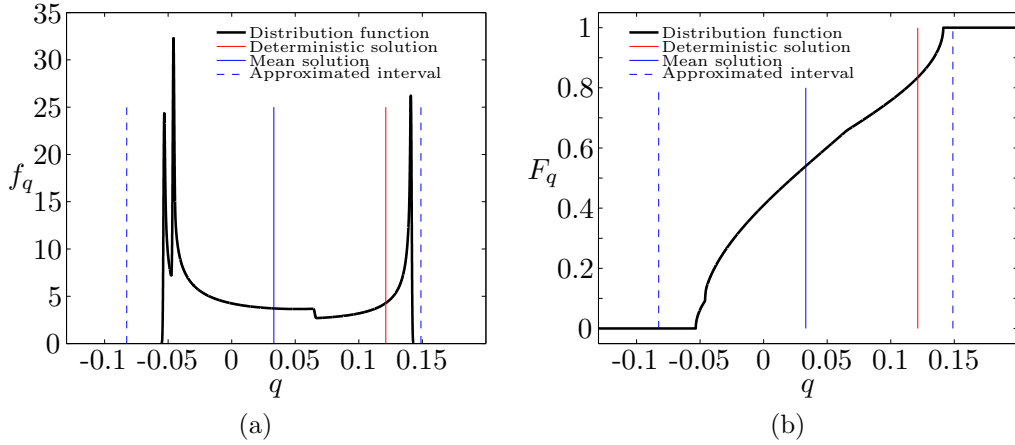 35
30
25
20
15
10
5
0
f_q
-0.1 -0.05 0 0.05 0.1 0.15
q
Distribution function
Deterministic solution
Mean solution
Approximated interval
(a)
1
0.8
0.6
0.4
0.2
0
F_q
-0.1 -0.05 0 0.05 0.1 0.15
q
Distribution function
Deterministic solution
Mean solution
Approximated interval
(b)